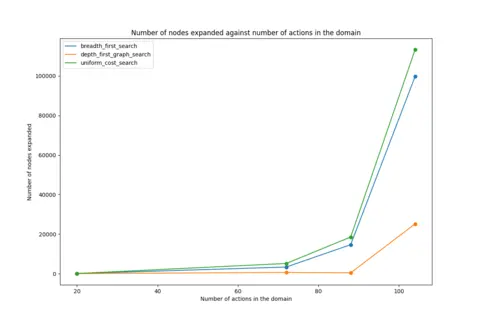 Number of nodes expanded against number of actions in the domain
breadth_first_search
depth_first_graph_search
uniform_cost_search
100000
80000
60000
40000
20000
0
Number of nodes expanded
20
40
60
80
100
Number of actions in the domain